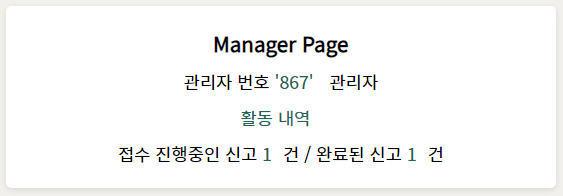 Manager Page
관리자 번호 '867' 관리자
활동 내역
접수 진행중인 신고 1 건 / 완료된 신고 1 건